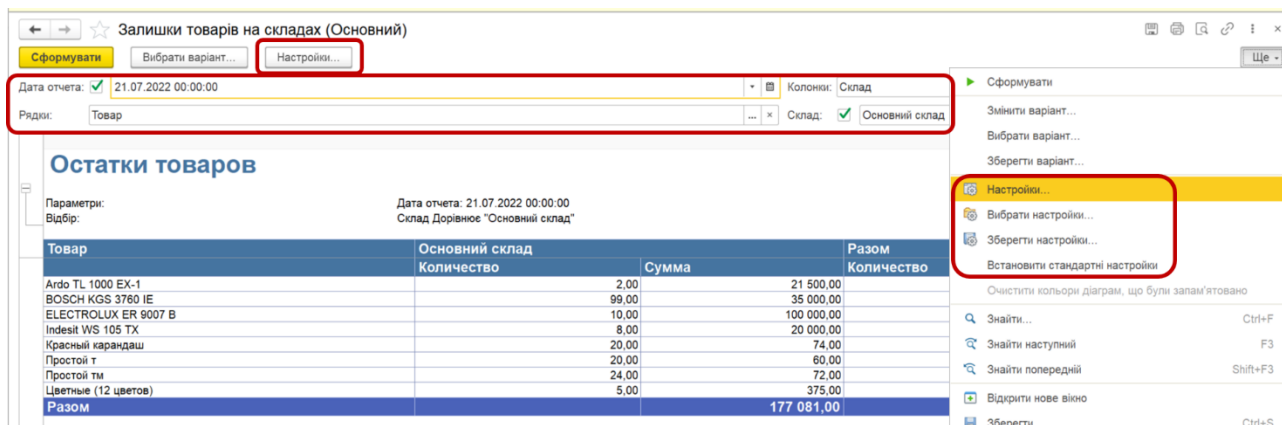 Залишки товарів на складах (Основний)
Сформувати Вибрати варіант... Настройки... Ще
Дата отчета: 21.07.2022 00:00:00 Колонки: Склад
Рядки: Товар ... × Склад: Основний склад
Остатки товаров
Параметри: Дата отчета: 21.07.2022 00:00:00
Відбір: Склад Дорівнює "Основний склад"
Товар Основний склад Разом
Количество Сумма Количество
Ardo TL 1000 EX-1 2,00 21 500,00
BOSCH KGS 3760 IE 99,00 35 000,00
ELECTROLUX ER 9007 B 10,00 100 000,00
Indesit WS 105 TX 8,00 20 000,00
Красный карандаш 20,00 74,00
Простой т 20,00 60,00
Простой тм 24,00 72,00
Цветные (12 цветов) 5,00 375,00
Разом 177 081,00
Сформувати
Змінити варіант...
Вибрати варіант...
Зберегти варіант...
Настройки...
Вибрати настройки...
Зберегти настройки...
Встановити стандартні настройки
Очистити кольори діаграм, що були запам'ятовано
Знайти... Ctrl+F
Знайти наступний F3
Знайти попередній Shift+F3
Відкрити нове вікно
Зберегти... Ctrl+S